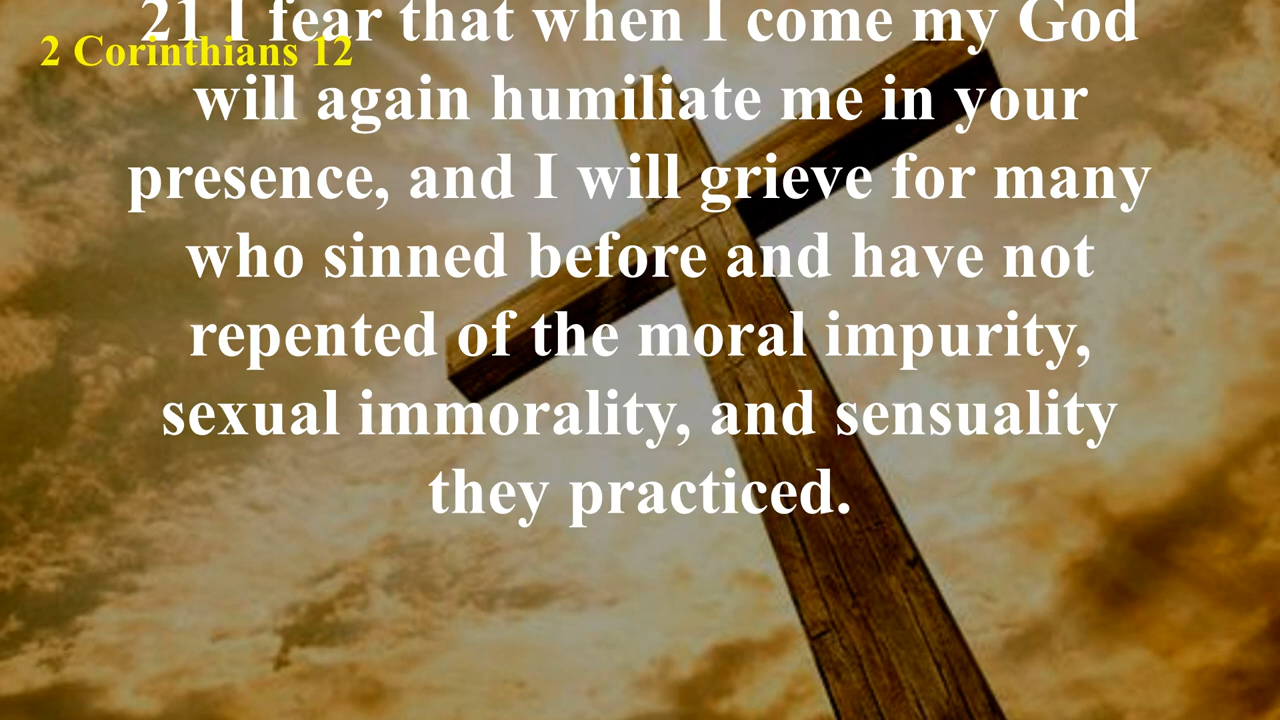 21 I fear that when I come my God
2 Corinthians 12
will again humiliate me in your
presence, and I will grieve for many
who sinned before and have not
repented of the moral impurity,
sexual immorality, and sensuality
they practiced.